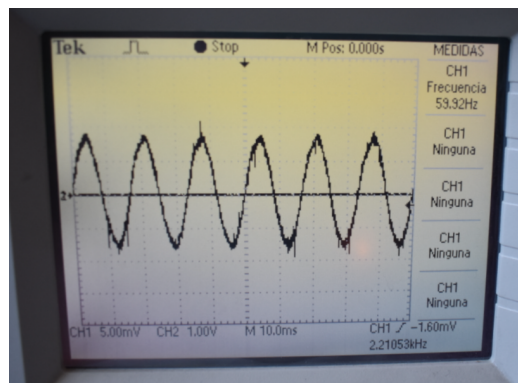 Tek Stop M Pos: 0.000s MEDIDAS
CH1
Frecuencia
59.92Hz
CH1
Ninguna
CH1
Ninguna
CH1
Ninguna
CH1
Ninguna
2
CH1 5.00mV CH2 1.00V M 10.0ms CH1 -1.60mV
2.21053kHz